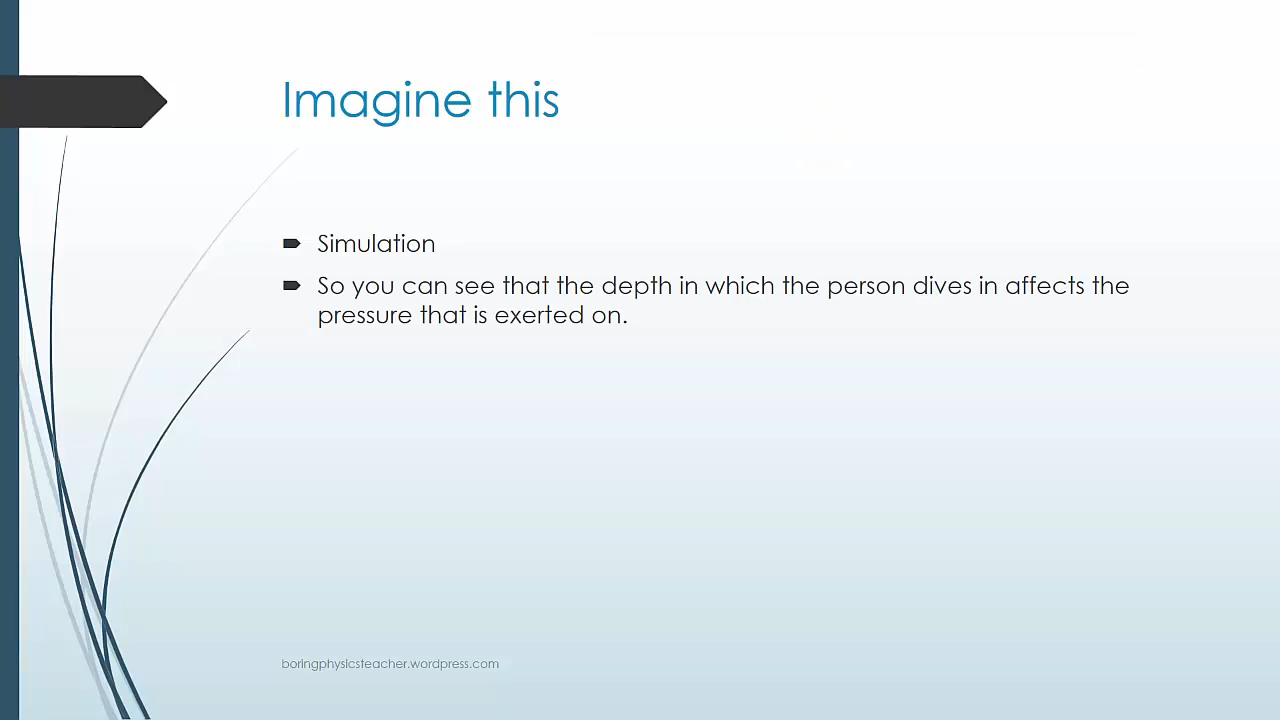 Imagine this
Simulation
So you can see that the depth in which the person dives in affects the
pressure that is exerted on.
boringphysicsteacher.wordpress.com